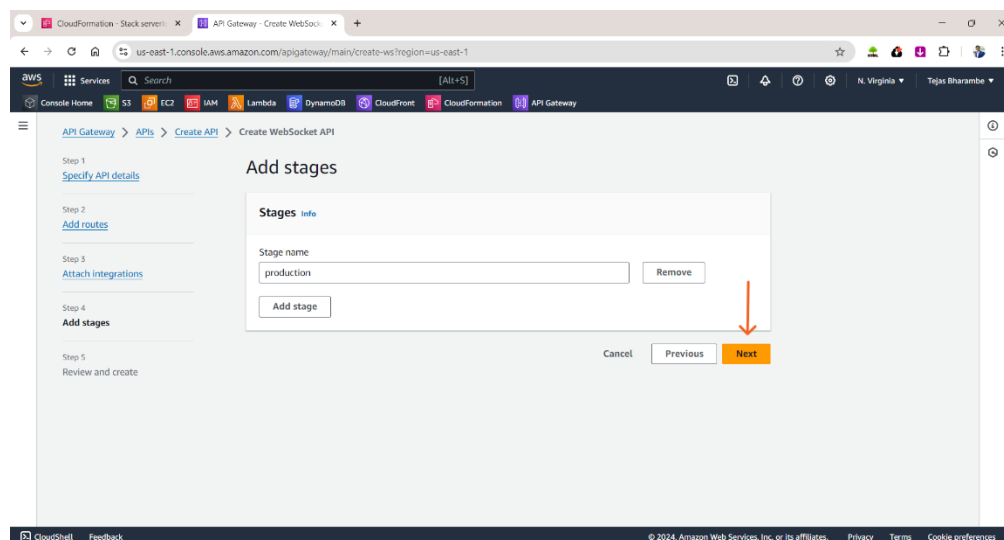 CloudFormation - Stack serverle
API Gateway - Create WebSock
us-east-1.console.aws.amazon.com/apigateway/main/create-ws?region=us-east-1
aws
Services
Search
[Alt+S]
N. Virginia
Tejas Bharambe
Console Home
S3
EC2
IAM
Lambda
DynamoDB
CloudFront
CloudFormation
API Gateway
API Gateway > APIs > Create API > Create WebSocket API
Step 1
Specify API details
Step 2
Add routes
Step 3
Attach integrations
Step 4
Add stages
Step 5
Review and create
Add stages
Stages Info
Stage name
production
Remove
Add stage
Cancel
Previous
Next
CloudShell
Feedback
© 2024, Amazon Web Services, Inc. or its affiliates.
Privacy
Terms
Cookie preferences